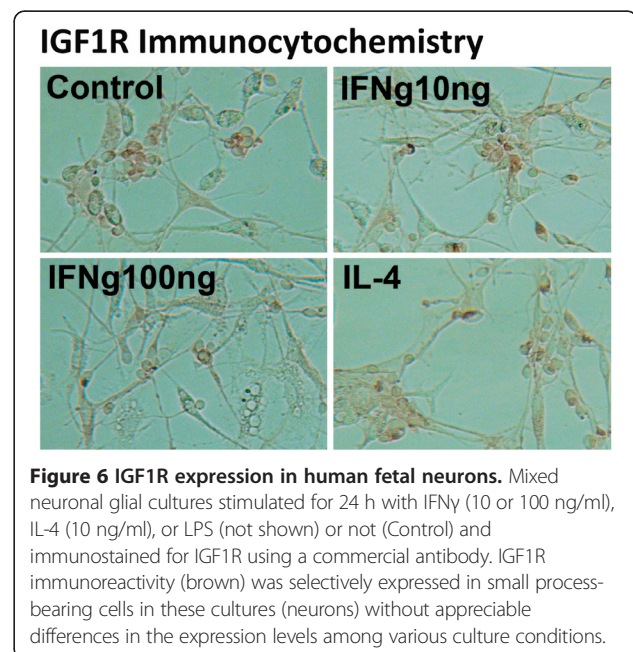 IGF1R Immunocytochemistry
Control
IFNg10ng
IFNg100ng
IL-4
Figure 6 IGF1R expression in human fetal neurons. Mixed
neuronal glial cultures stimulated for 24 h with IFNγ (10 or 100 ng/ml),
IL-4 (10 ng/ml), or LPS (not shown) or not (Control) and
immunostained for IGF1R using a commercial antibody. IGF1R
immunoreactivity (brown) was selectively expressed in small process-
bearing cells in these cultures (neurons) without appreciable
differences in the expression levels among various culture conditions.